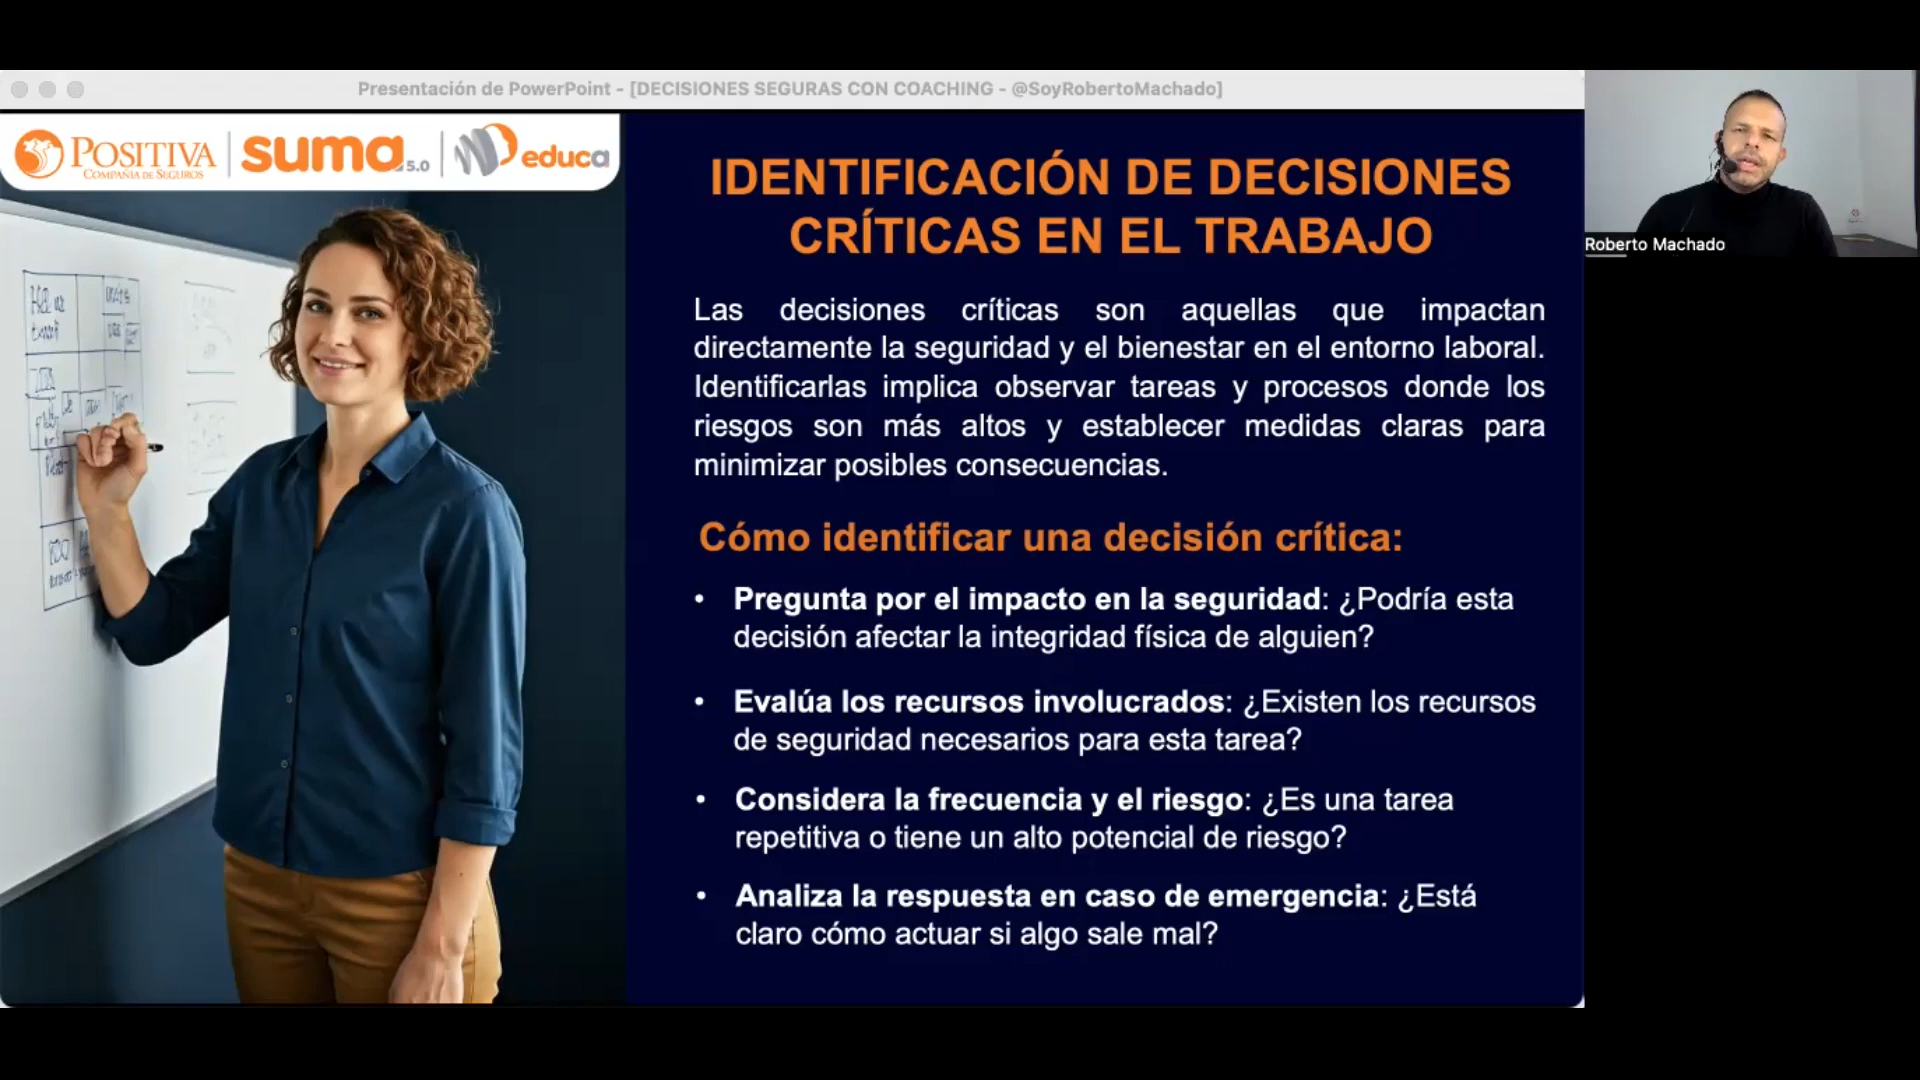 Presentación de PowerPoint - [DECISIONES SEGURAS CON COACHING - @SoyRobertoMachado]
POSITIVA
COMPAÑÍA DE SEGUROS
suma 5.0
educa
IDENTIFICACIÓN DE DECISIONES
CRÍTICAS EN EL TRABAJO
Las decisiones críticas son aquellas que impactan
directamente la seguridad y el bienestar en el entorno laboral.
Identificarlas implica observar tareas y procesos donde los
riesgos son más altos y establecer medidas claras para
minimizar posibles consecuencias.
Cómo identificar una decisión crítica:
• Pregunta por el impacto en la seguridad: ¿Podría esta
decisión afectar la integridad física de alguien?
• Evalúa los recursos involucrados: ¿Existen los recursos
de seguridad necesarios para esta tarea?
• Considera la frecuencia y el riesgo: ¿Es una tarea
repetitiva o tiene un alto potencial de riesgo?
• Analiza la respuesta en caso de emergencia: ¿Está
claro cómo actuar si algo sale mal?
Roberto Machado